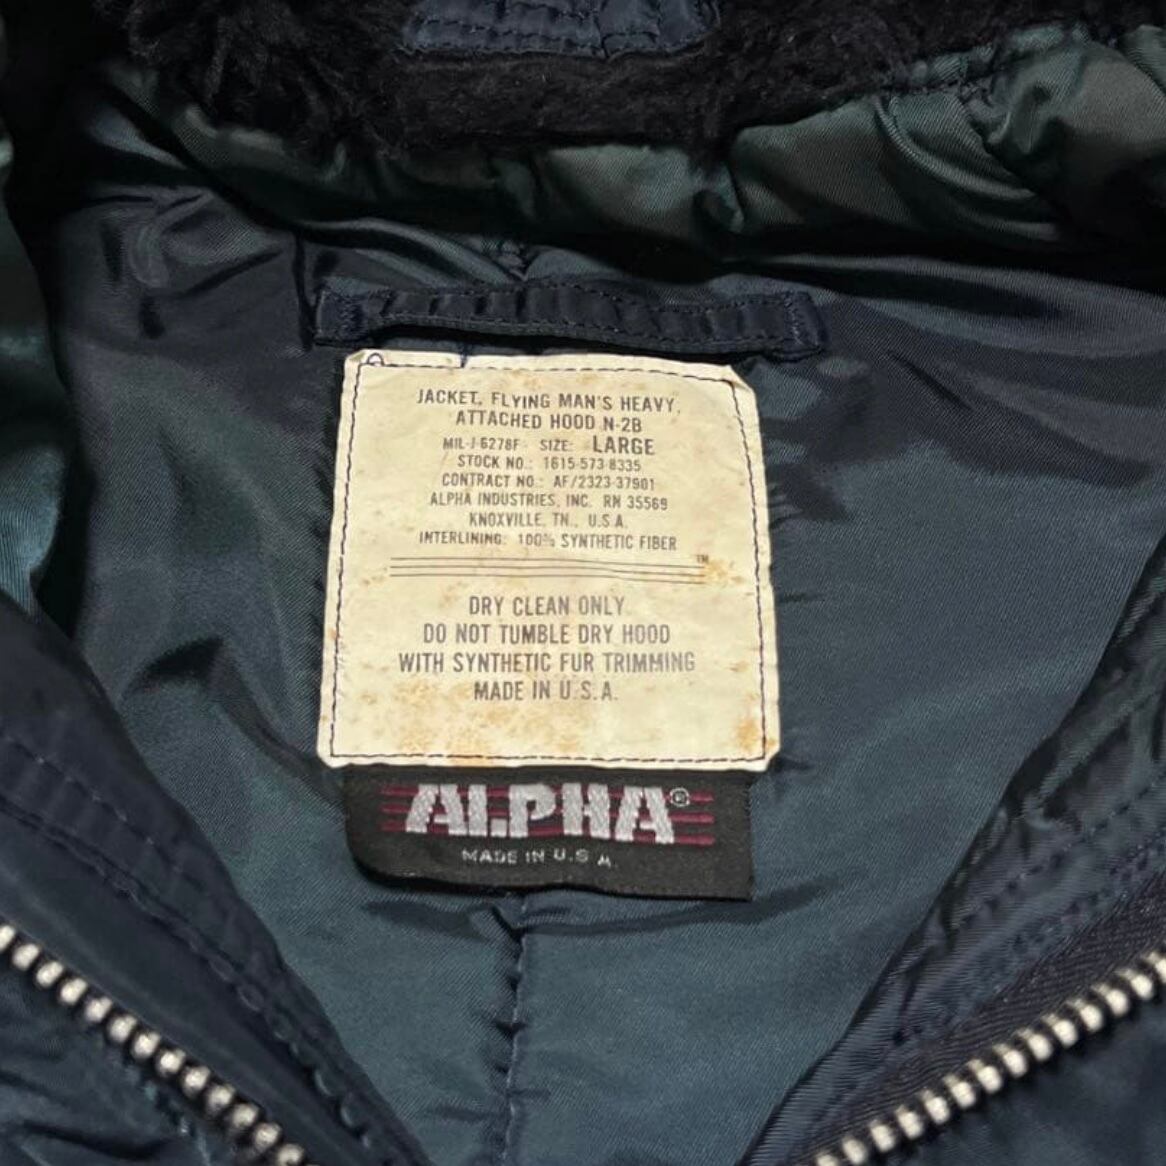 JACKET, FLYING MAN'S HEAVY,
ATTACHED HOOD N-2B
MIL-J-6278F SIZE: LARGE
STOCK NO.: 1615-573-8335
CONTRACT NO.: AF/2323-37901
ALPHA INDUSTRIES, INC. RN 35569
KNOXVILLE, TN., U.S.A.
INTERLINING: 100% SYNTHETIC FIBER
TM
DRY CLEAN ONLY
DO NOT TUMBLE DRY HOOD
WITH SYNTHETIC FUR TRIMMING
MADE IN U.S.A.
ALPHA®
MADE IN U.S.A.